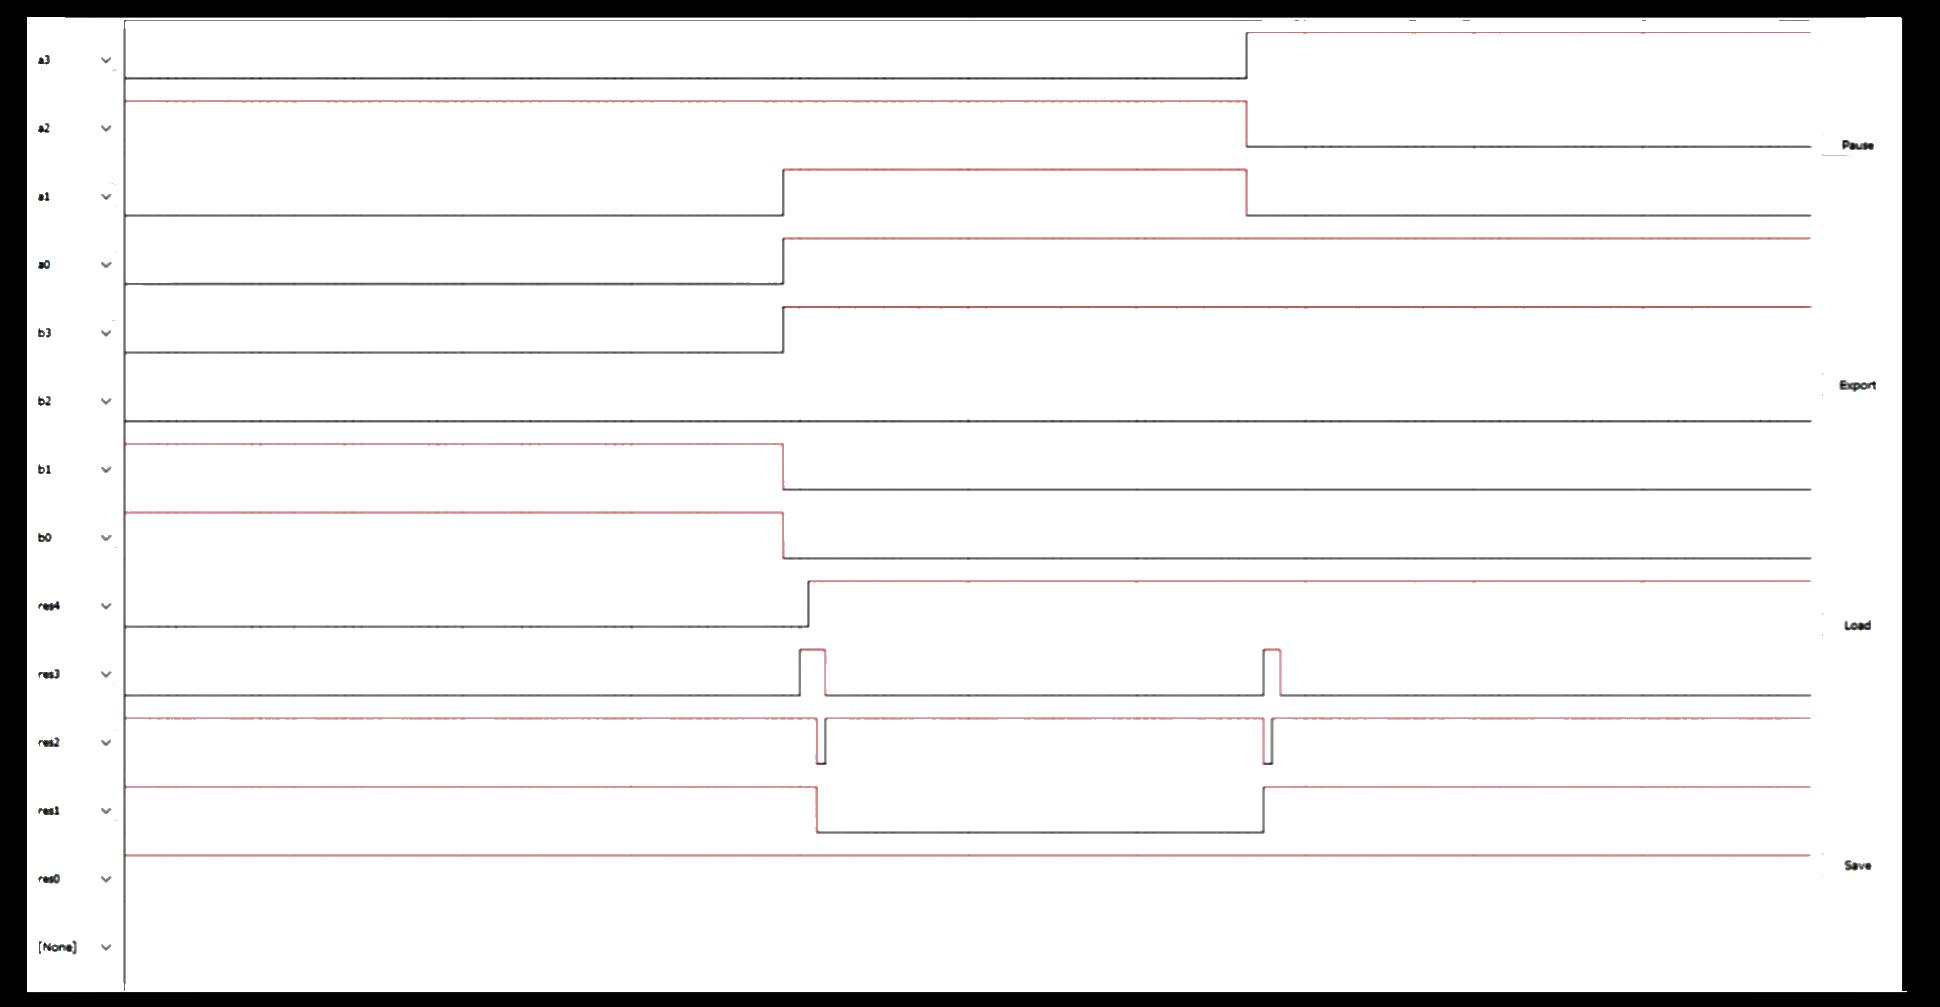 a3
a2
Pause
a1
a0
b3
Export
b2
b1
b0
res4
Load
res3
res2
res1
Save
res0
[None]